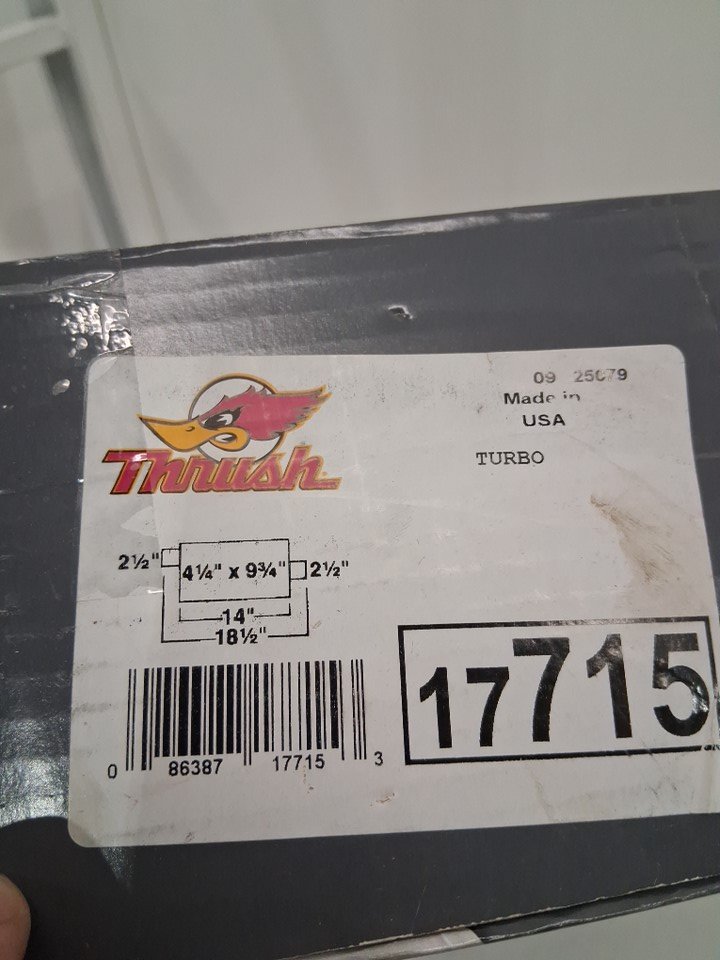 09 25079
Made in
USA
Thrush
TURBO
2½" 4¼" x 9¾" 2½"
14"
18½"
17715
0 86387 17715 3